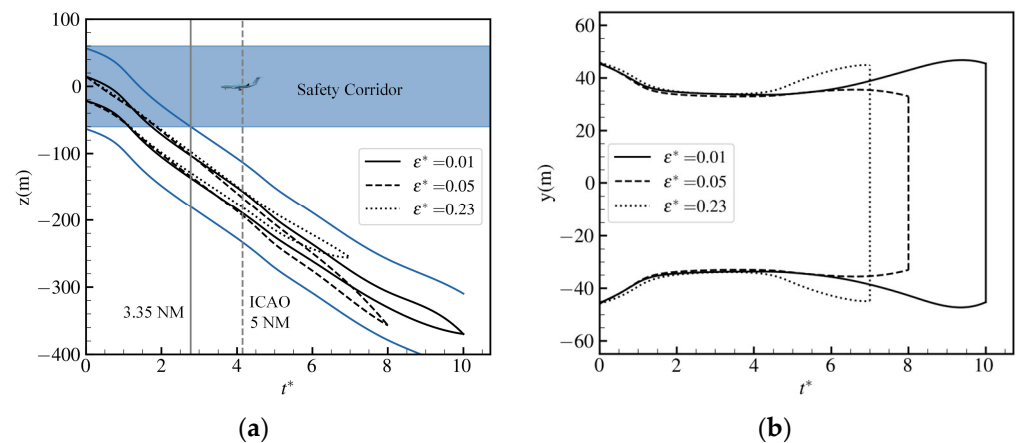 100
0
−100
−200
−300
−400
z(m)
0
2
4
6
8
10
t*
Safety Corridor
ε* =0.01
ε* =0.05
ε* =0.23
3.35 NM
ICAO
5 NM
(a)
60
40
20
0
−20
−40
−60
y(m)
0
2
4
6
8
10
t*
ε* =0.01
ε* =0.05
ε* =0.23
(b)